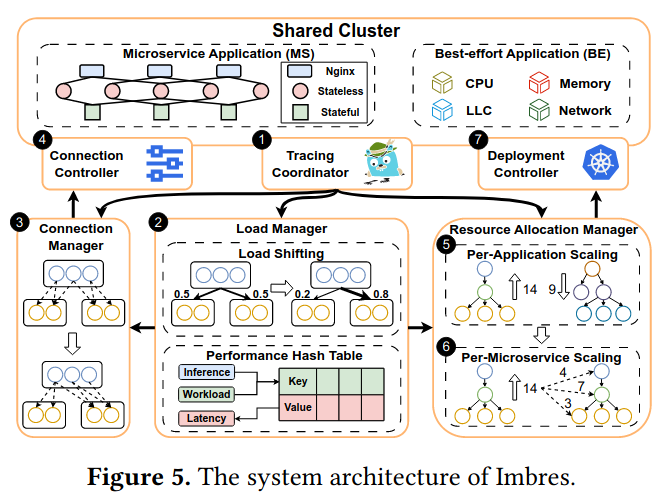 Shared Cluster
Microservice Application (MS)
Nginx
Stateless
Stateful
Best-effort Application (BE)
CPU
Memory
LLC
Network
4
Connection
Controller
1
Tracing
Coordinator
7
Deployment
Controller
3
Connection
Manager
2
Load Manager
Load Shifting
0.5
0.5
0.2
0.8
Performance Hash Table
Inference
Workload
Latency
Key
Value
Resource Allocation Manager
5
Per-Application Scaling
14
9
6
Per-Microservice Scaling
14
4
7
3
Figure 5. The system architecture of Imbres.